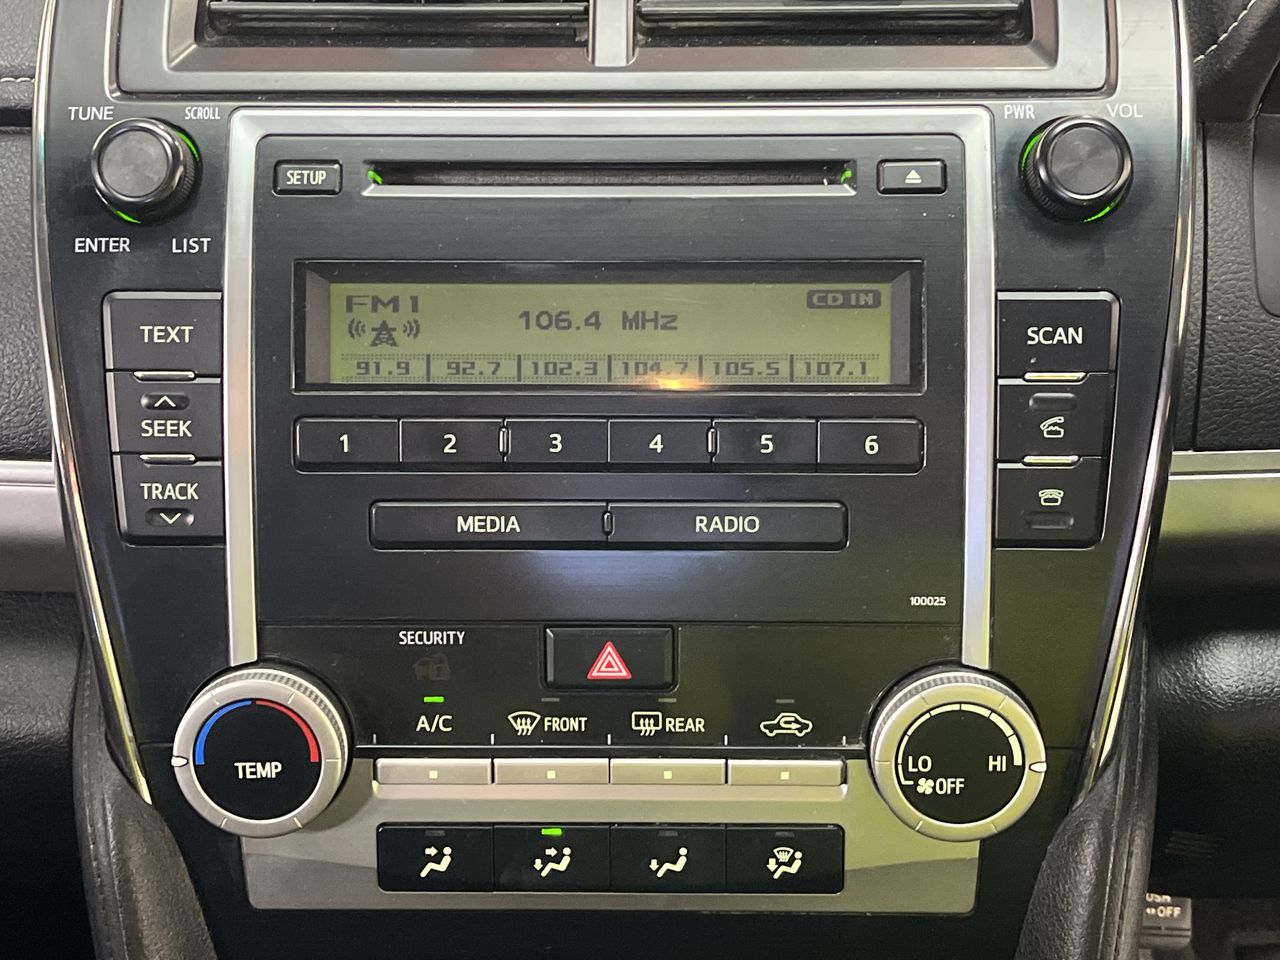 TUNE SCROLL
PWR VOL
SETUP
ENTER LIST
FM1
106.4 MHz
CD IN
91.9 92.7 102.3 104.7 105.5 107.1
TEXT
SEEK
TRACK
SCAN
1 2 3 4 5 6
MEDIA RADIO
100025
SECURITY
A/C FRONT REAR
TEMP
LO HI
OFF
OFF